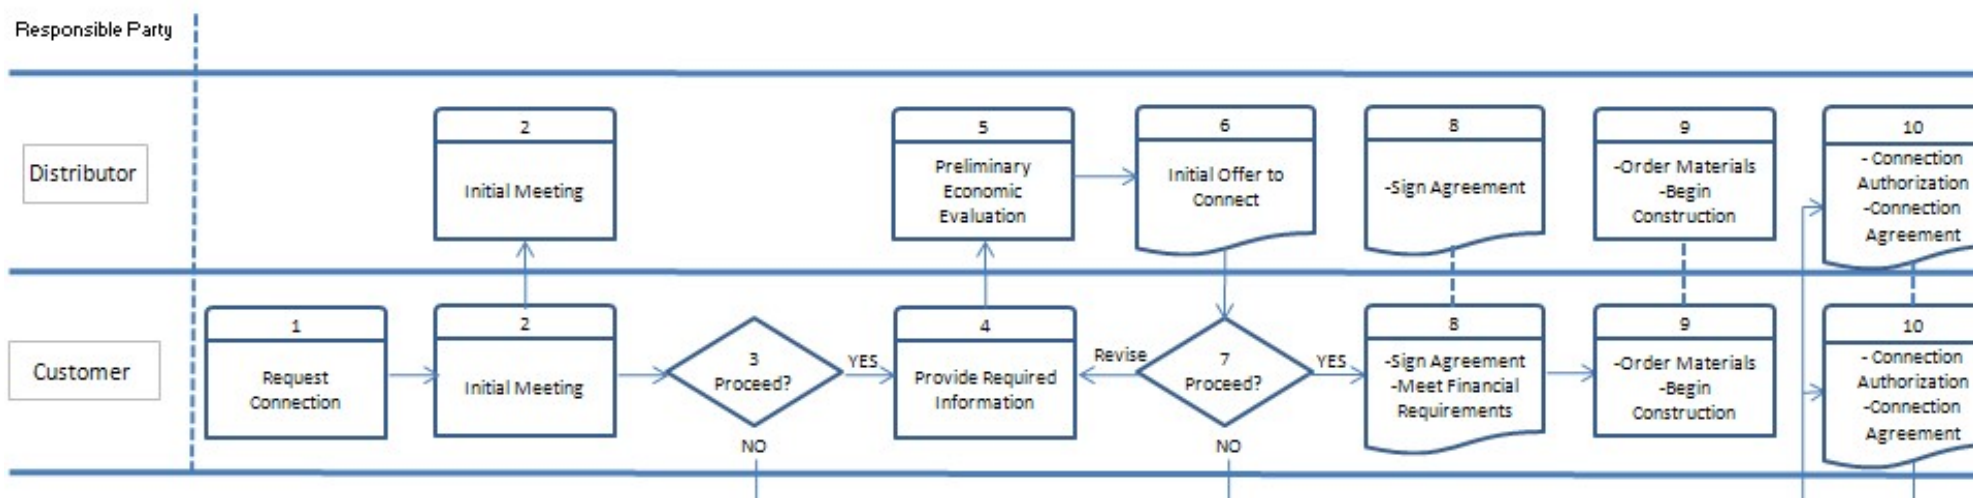 Responsible Party
Distributor
2
Initial Meeting
5
Preliminary
Economic
Evaluation
6
Initial Offer to
Connect
8
-Sign Agreement
9
-Order Materials
-Begin
Construction
10
- Connection
Authorization
-Connection
Agreement
Customer
1
Request
Connection
2
Initial Meeting
3
Proceed?
YES
NO
4
Provide Required
Information
Revise
7
Proceed?
YES
NO
8
-Sign Agreement
-Meet Financial
Requirements
9
-Order Materials
-Begin
Construction
10
- Connection
Authorization
-Connection
Agreement